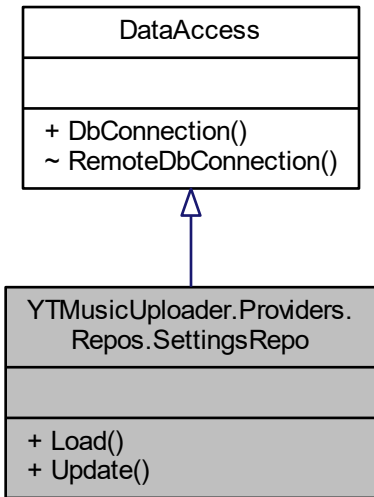 DataAccess
+ DbConnection()
~ RemoteDbConnection()
YTMusicUploader.Providers.
Repos.SettingsRepo
+ Load()
+ Update()